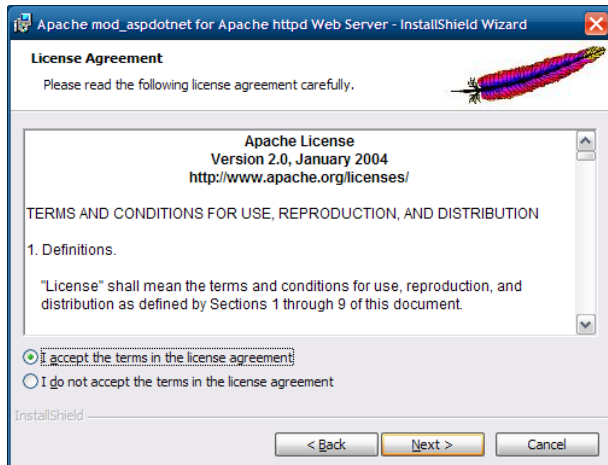 Apache mod_aspdotnet for Apache httpd Web Server - InstallShield Wizard
License Agreement
Please read the following license agreement carefully.
Apache License
Version 2.0, January 2004
http://www.apache.org/licenses/
TERMS AND CONDITIONS FOR USE, REPRODUCTION, AND DISTRIBUTION
1. Definitions.
"License" shall mean the terms and conditions for use, reproduction, and
distribution as defined by Sections 1 through 9 of this document.
I accept the terms in the license agreement
I do not accept the terms in the license agreement
InstallShield
< Back
Next >
Cancel